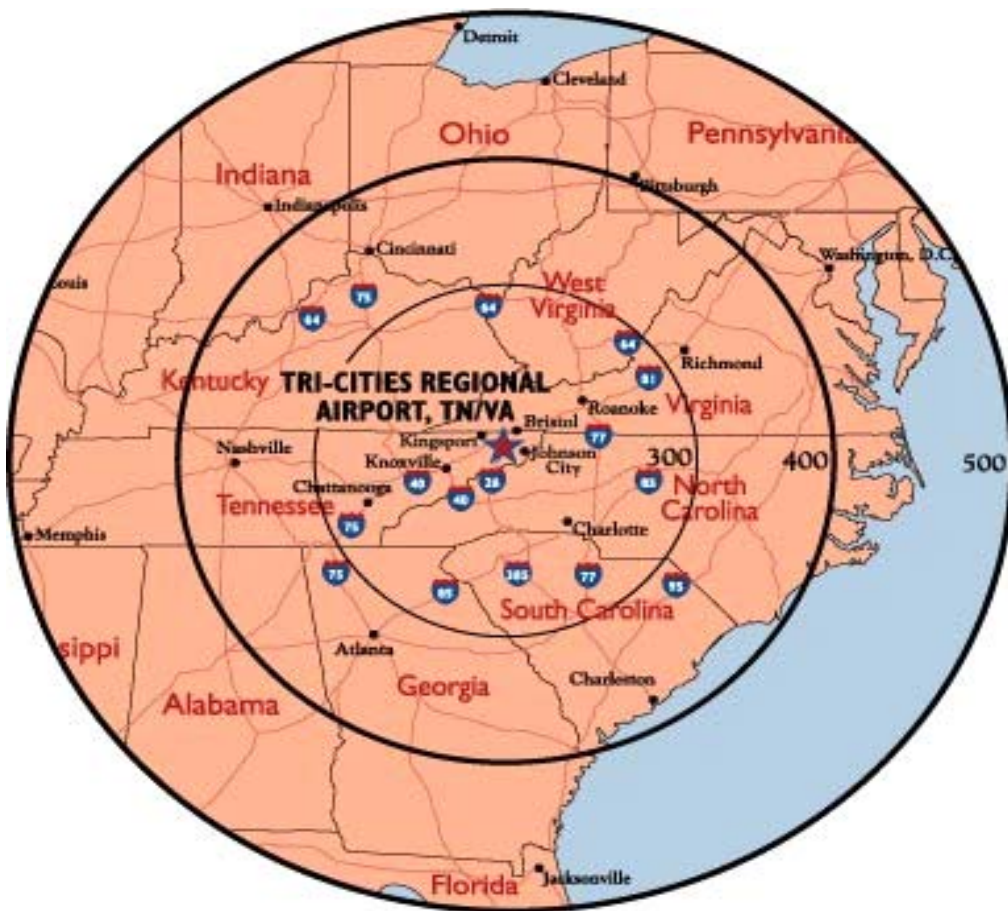 Detroit
Cleveland
Ohio
Pennsylvania
Indiana
Indianapolis
Pittsburgh
Cincinnati
Washington, D.C.
West
Virginia
ouis
75
64
64
64
Richmond
Kentucky
TRI-CITIES REGIONAL
AIRPORT, TN/VA
81
Roanoke
Virginia
Bristol
Kingsport
77
Nashville
Johnson
City
300
400
500
Knoxville
40
26
85
North
Carolina
Chattanooga
40
Tennessee
75
Charlotte
Memphis
75
85
385
77
95
South Carolina
Atlanta
sippi
Georgia
Charleston
Alabama
Florida
Jacksonville